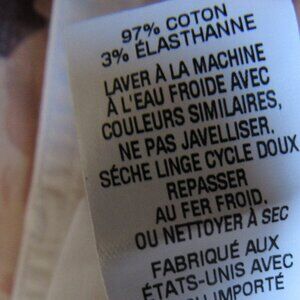 97% COTON
3% ÉLASTHANNE
LAVER À LA MACHINE
À L'EAU FROIDE AVEC
COULEURS SIMILAIRES,
NE PAS JAVELLISER.
SÉCHE LINGE CYCLE DOUX
REPASSER
AU FER FROID.
OU NETTOYER À SEC
FABRIQUÉ AUX
ÉTATS-UNIS AVEC
IMPORTÉ